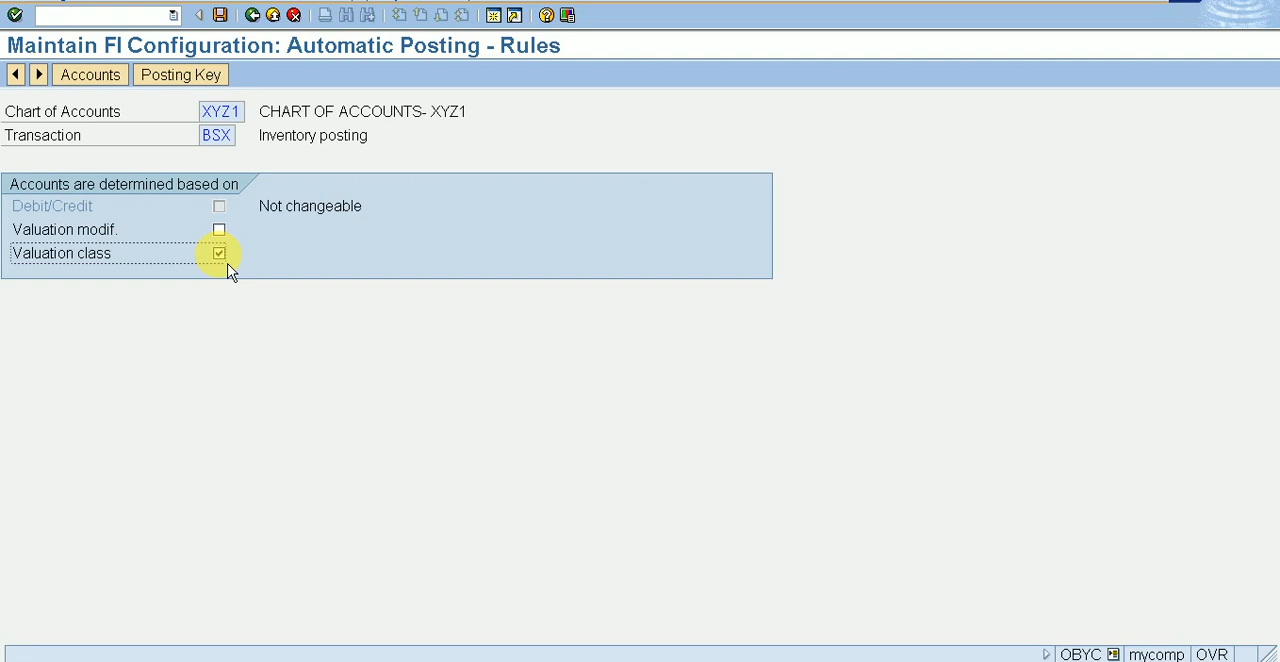 Maintain FI Configuration: Automatic Posting - Rules
Accounts Posting Key
Chart of Accounts XYZ1 CHART OF ACCOUNTS- XYZ1
Transaction BSX Inventory posting
Accounts are determined based on
Debit/Credit Not changeable
Valuation modif.
Valuation class
OBYC mycomp OVR